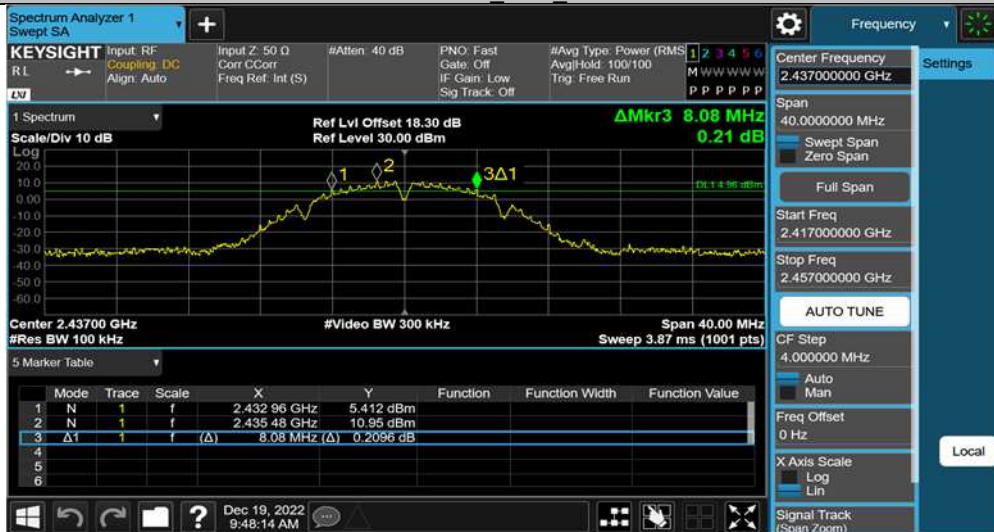 Spectrum Analyzer 1
Swept SA
+
Frequency
KEYSIGHT
RL
LXI
Input: RF
Coupling: DC
Align: Auto
Input Z: 50 Ω
Corr CCorr
Freq Ref: Int (S)
#Atten: 40 dB
PNO: Fast
Gate: Off
IF Gain: Low
Sig Track: Off
#Avg Type: Power (RMS
Avg|Hold: 100/100
Trig: Free Run
1 2 3 4 5 6
M W W W W W
P P P P P P
Center Frequency
2.437000000 GHz
Settings
1 Spectrum
Scale/Div 10 dB
Ref Lvl Offset 18.30 dB
Ref Level 30.00 dBm
ΔMkr3 8.08 MHz
0.21 dB
Log
20.0
10.0
0.00
-10.0
-20.0
-30.0
-40.0
-50.0
-60.0
1
2
3Δ1
DL1 4.96 dBm
Span
40.0000000 MHz
Swept Span
Zero Span
Full Span
Start Freq
2.417000000 GHz
Stop Freq
2.457000000 GHz
AUTO TUNE
Center 2.43700 GHz
#Res BW 100 kHz
#Video BW 300 kHz
Span 40.00 MHz
Sweep 3.87 ms (1001 pts)
CF Step
4.000000 MHz
Auto
Man
Freq Offset
0 Hz
X Axis Scale
Log
Lin
Signal Track
(Span Zoom)
Local
5 Marker Table
Mode Trace Scale X Y Function Function Width Function Value
1 N 1 f 2.432 96 GHz 5.412 dBm
2 N 1 f 2.435 48 GHz 10.95 dBm
3 Δ1 1 f (Δ) 8.08 MHz (Δ) 0.2096 dB
4
5
6
?
Dec 19, 2022
9:48:14 AM